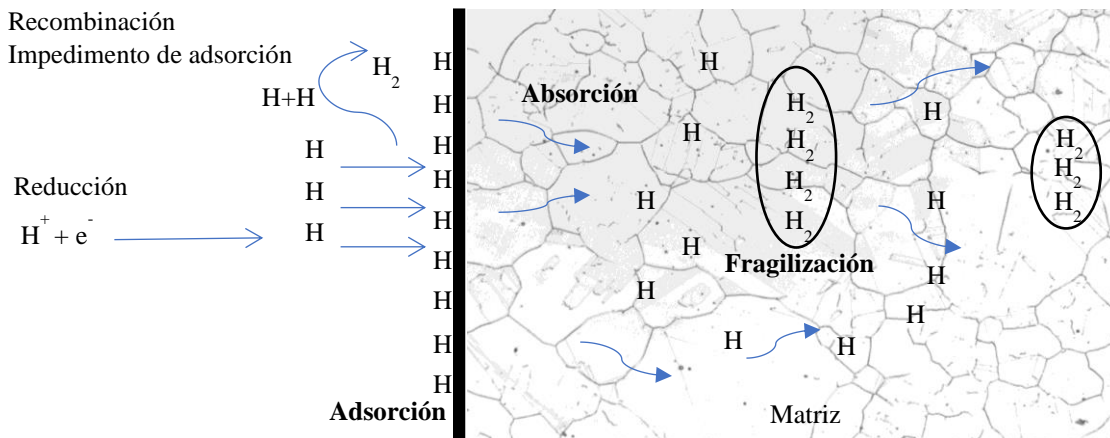 Recombinación
Impedimento de adsorción
H+H
H2
H
H
H
Reducción
H+ + e-
H
H
H
H
H
H
H
H
H
Adsorción
Absorción
H
H
H
H
H
H2
H2
H2
H2
Fragilización
H
H
H
H
H
H
H2
H2
H2
Matriz